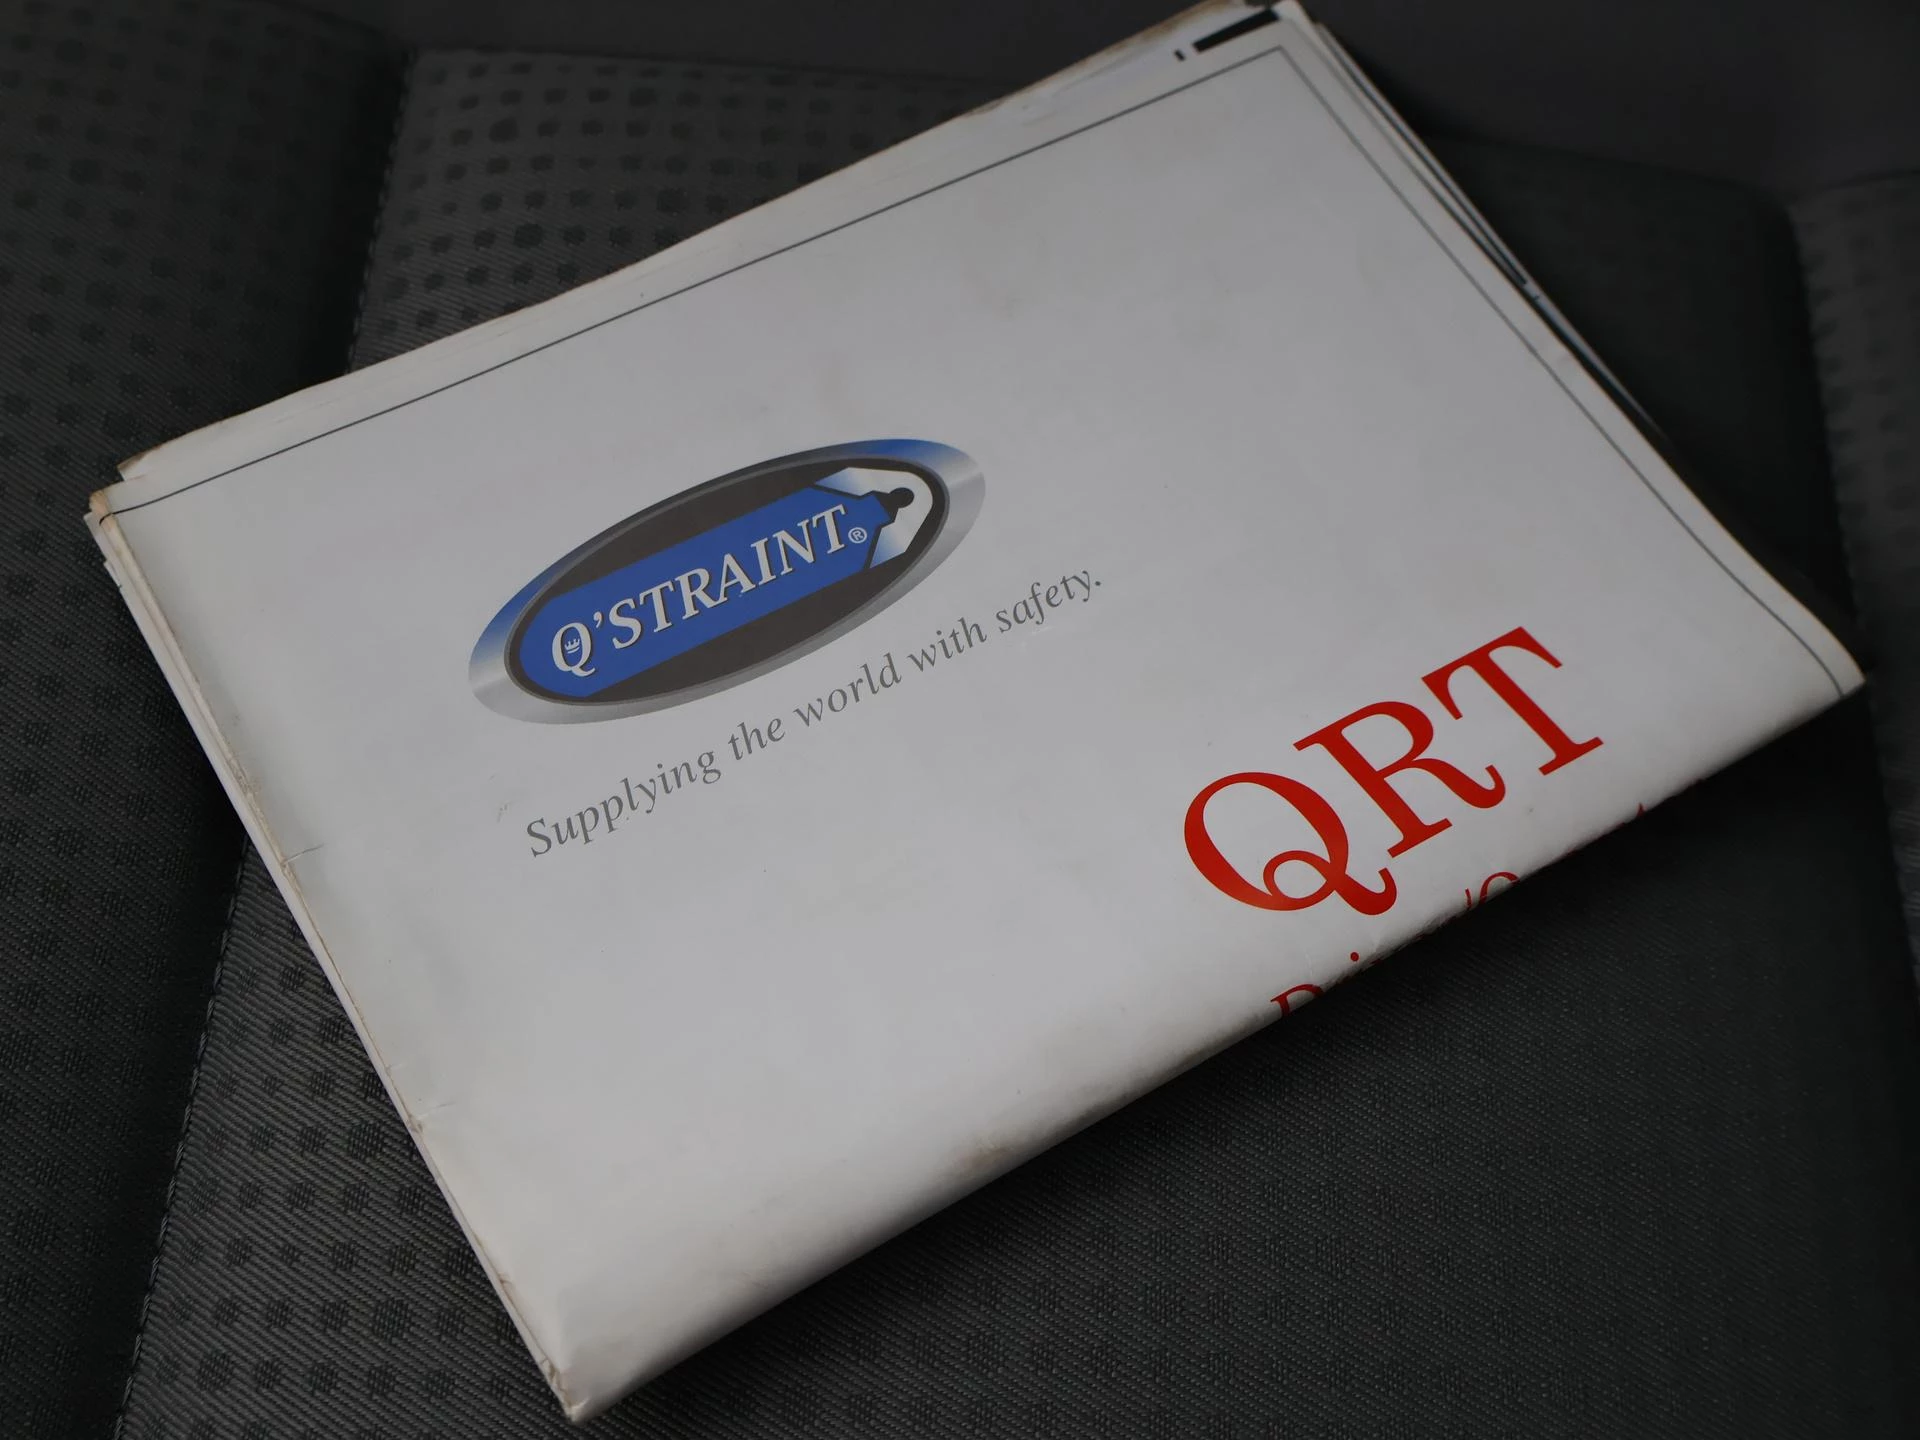 Q'STRAINT®
Supplying the world with safety.
QRT